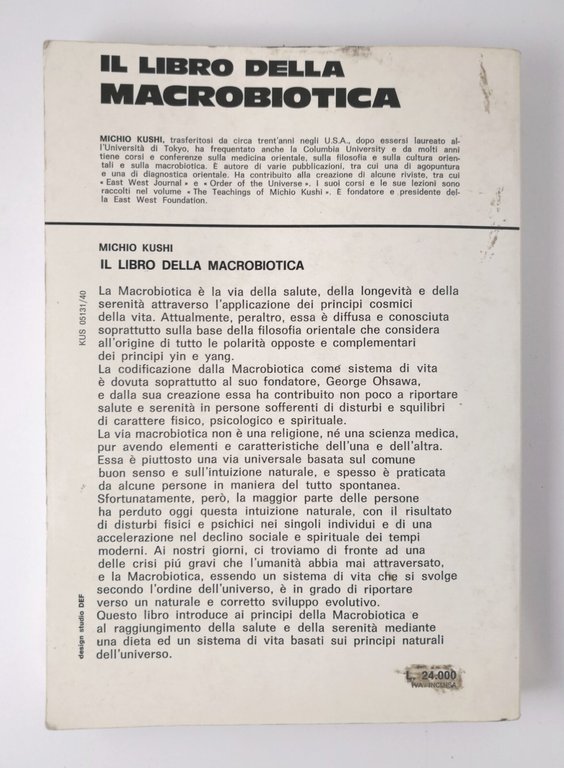 IL LIBRO DELLA
MACROBIOTICA
MICHIO KUSHI, trasferitosi da circa trent'anni negli U.S.A., dopo essersi laureato al-
l'Università di Tokyo, ha frequentato anche la Columbia University e da molti anni
tiene corsi e conferenze sulla medicina orientale, sulla filosofia e sulla cultura orien-
tali e sulla macrobiotica. È autore di varie pubblicazioni, tra cui una di agopuntura
e una di diagnostica orientale. Ha contribuito alla creazione di alcune riviste, tra cui
« East West Journal » e « Order of the Universe ». I suoi corsi e le sue lezioni sono
raccolti nel volume « The Teachings of Michio Kushi ». È fondatore e presidente del-
la East West Foundation.
MICHIO KUSHI
IL LIBRO DELLA MACROBIOTICA
La Macrobiotica è la via della salute, della longevità e della
serenità attraverso l'applicazione dei principi cosmici
della vita. Attualmente, peraltro, essa è diffusa e conosciuta
soprattutto sulla base della filosofia orientale che considera
all'origine di tutto le polarità opposte e complementari
dei principi yin e yang.
La codificazione dalla Macrobiotica come sistema di vita
è dovuta soprattutto al suo fondatore, George Ohsawa,
e dalla sua creazione essa ha contribuito non poco a riportare
salute e serenità in persone sofferenti di disturbi e squilibri
di carattere fisico, psicologico e spirituale.
La via macrobiotica non è una religione, né una scienza medica,
pur avendo elementi e caratteristiche dell'una e dell'altra.
Essa è piuttosto una via universale basata sul comune
buon senso e sull'intuizione naturale, e spesso è praticata
da alcune persone in maniera del tutto spontanea.
Sfortunatamente, però, la maggior parte delle persone
ha perduto oggi questa intuizione naturale, con il risultato
di disturbi fisici e psichici nei singoli individui e di una
accelerazione nel declino sociale e spirituale dei tempi
moderni. Ai nostri giorni, ci troviamo di fronte ad una
delle crisi piú gravi che l'umanità abbia mai attraversato,
e la Macrobiotica, essendo un sistema di vita che si svolge
secondo l'ordine dell'universo, è in grado di riportare
verso un naturale e corretto sviluppo evolutivo.
Questo libro introduce ai principi della Macrobiotica e
al raggiungimento della salute e della serenità mediante
una dieta ed un sistema di vita basati sui principi naturali
dell'universo.
KUS 05131/40
design studio DEF
L. 24.000
IVA INCLUSA